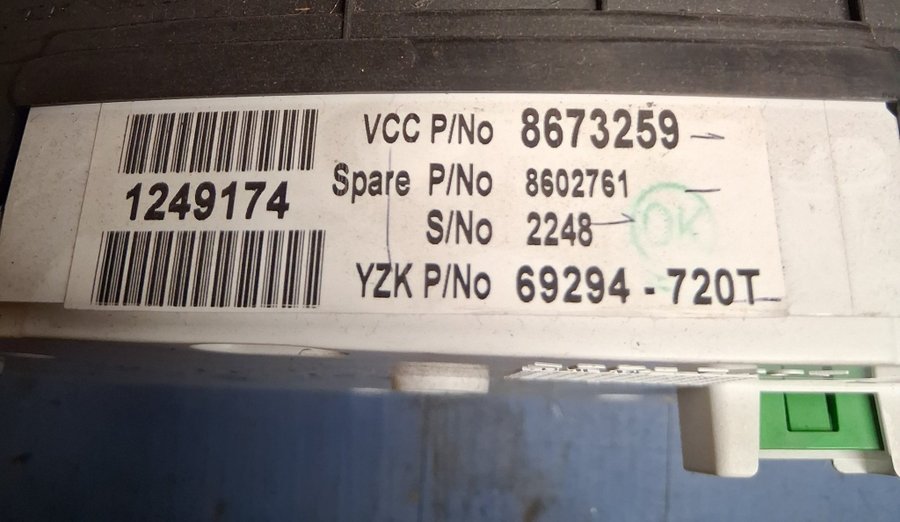 1249174
VCC P/No 8673259
Spare P/No 8602761
S/No 2248
YZK P/No 69294-720T
OK